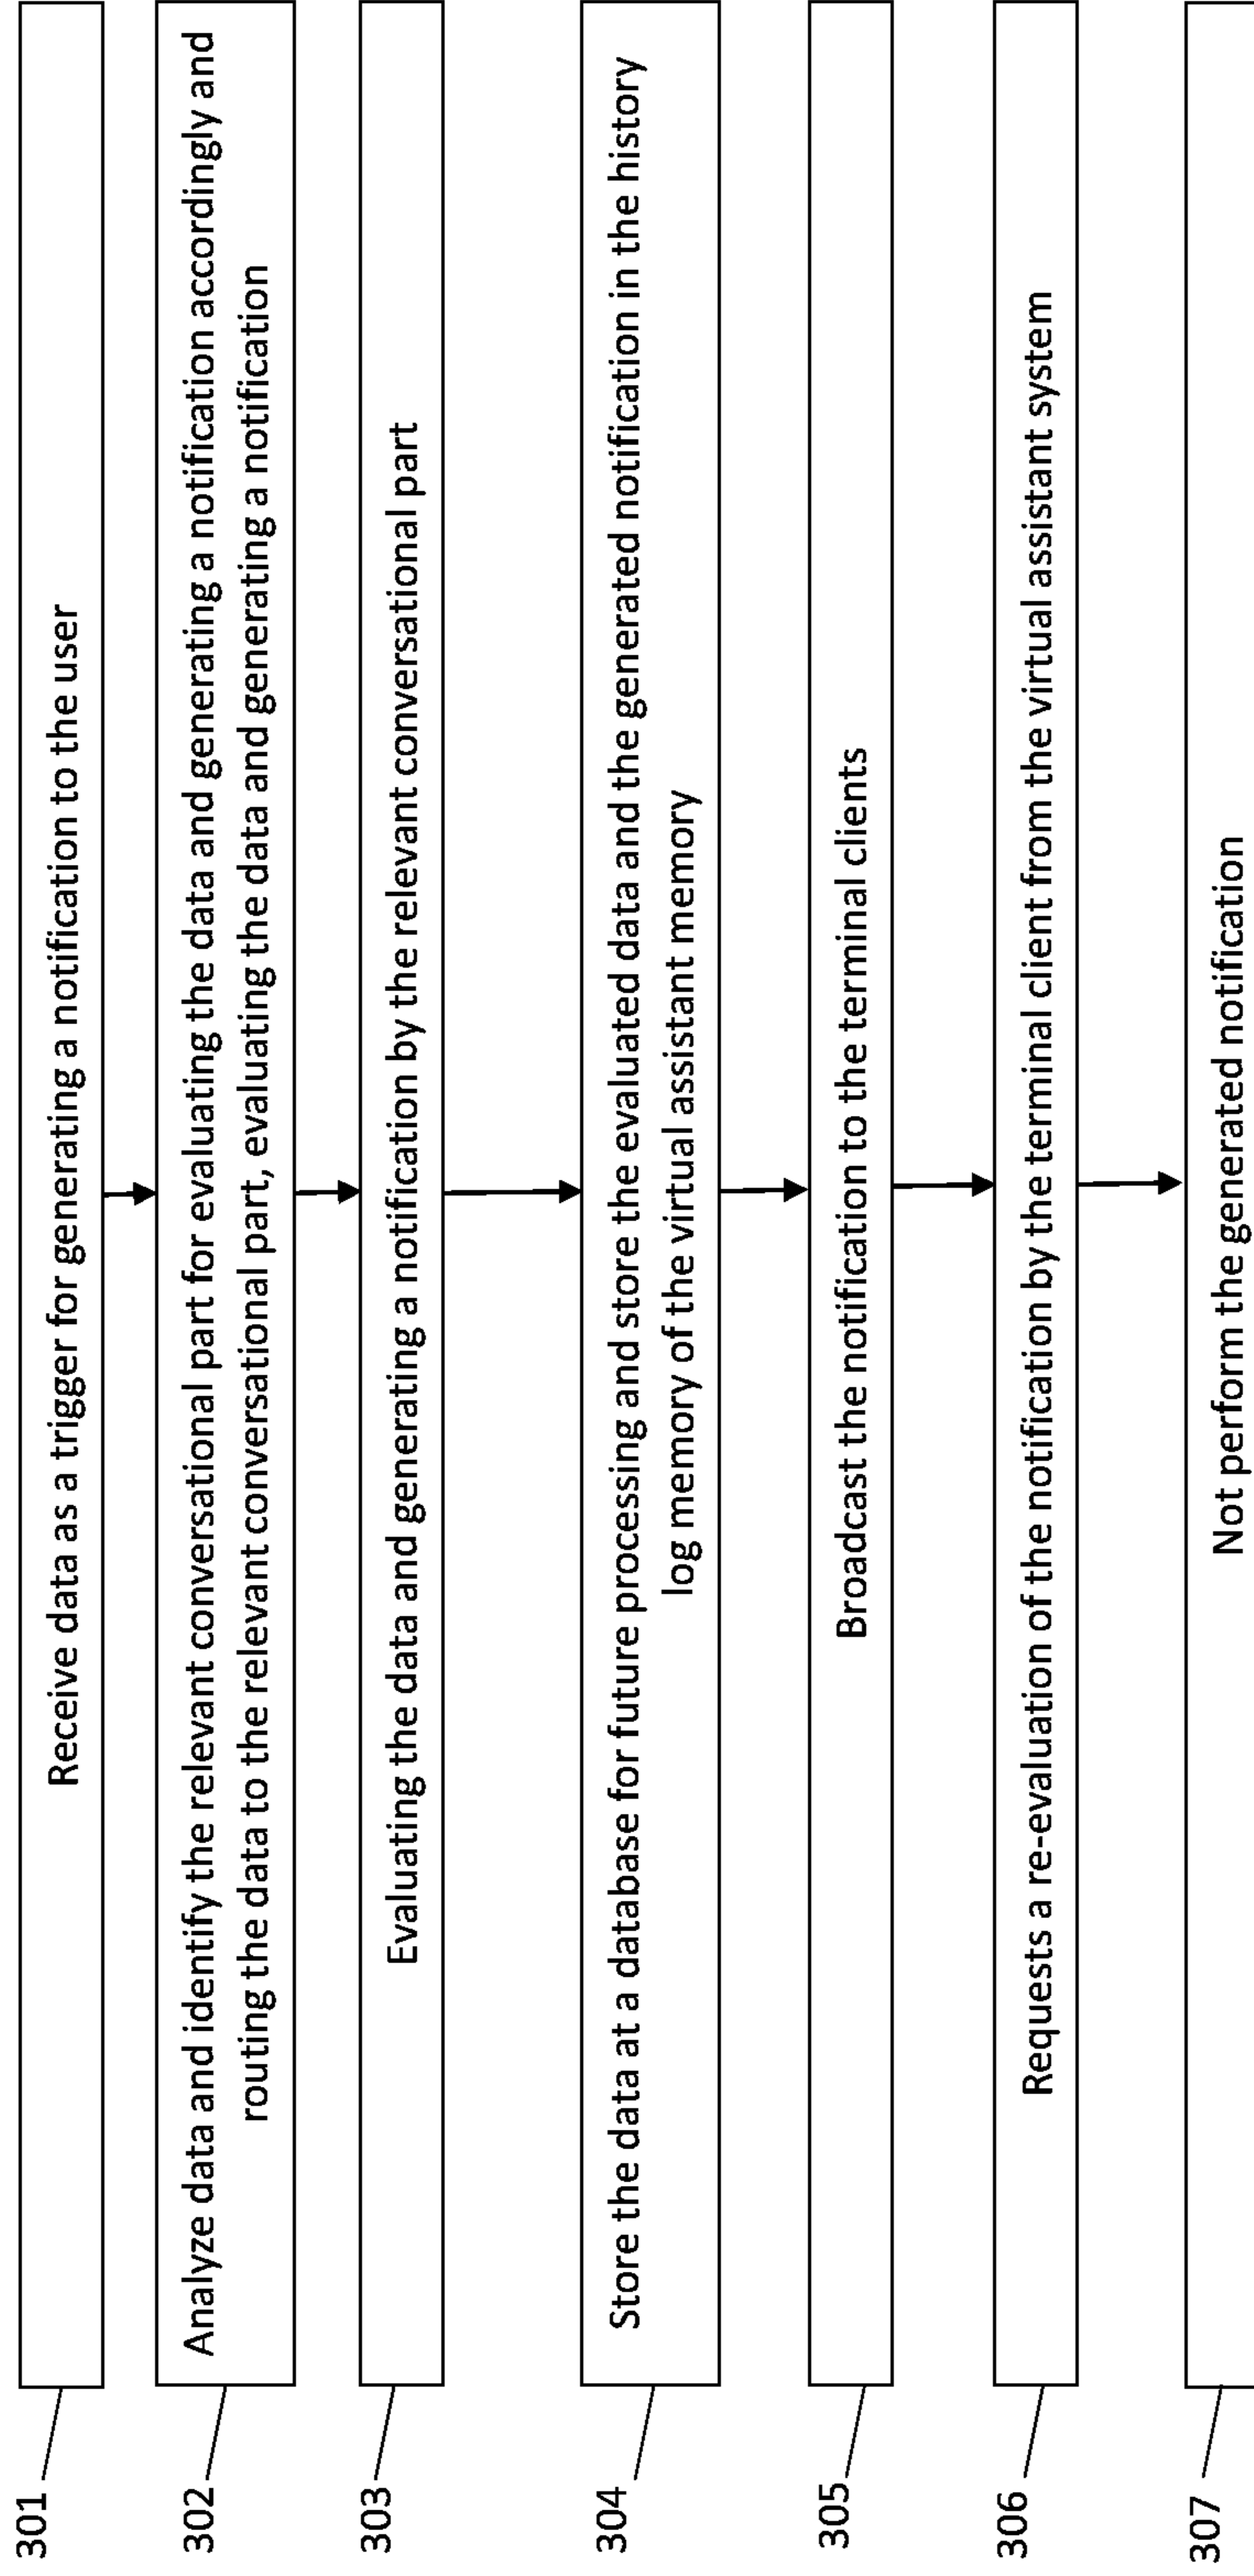 301
Receive data as a trigger for generating a notification to the user
302
Analyze data and identify the relevant conversational part for evaluating the data and generating a notification accordingly and
routing the data to the relevant conversational part, evaluating the data and generating a notification
303
Evaluating the data and generating a notification by the relevant conversational part
304
Store the data at a database for future processing and store the evaluated data and the generated notification in the history
log memory of the virtual assistant memory
305
Broadcast the notification to the terminal clients
306
Requests a re-evaluation of the notification by the terminal client from the virtual assistant system
307
Not perform the generated notification